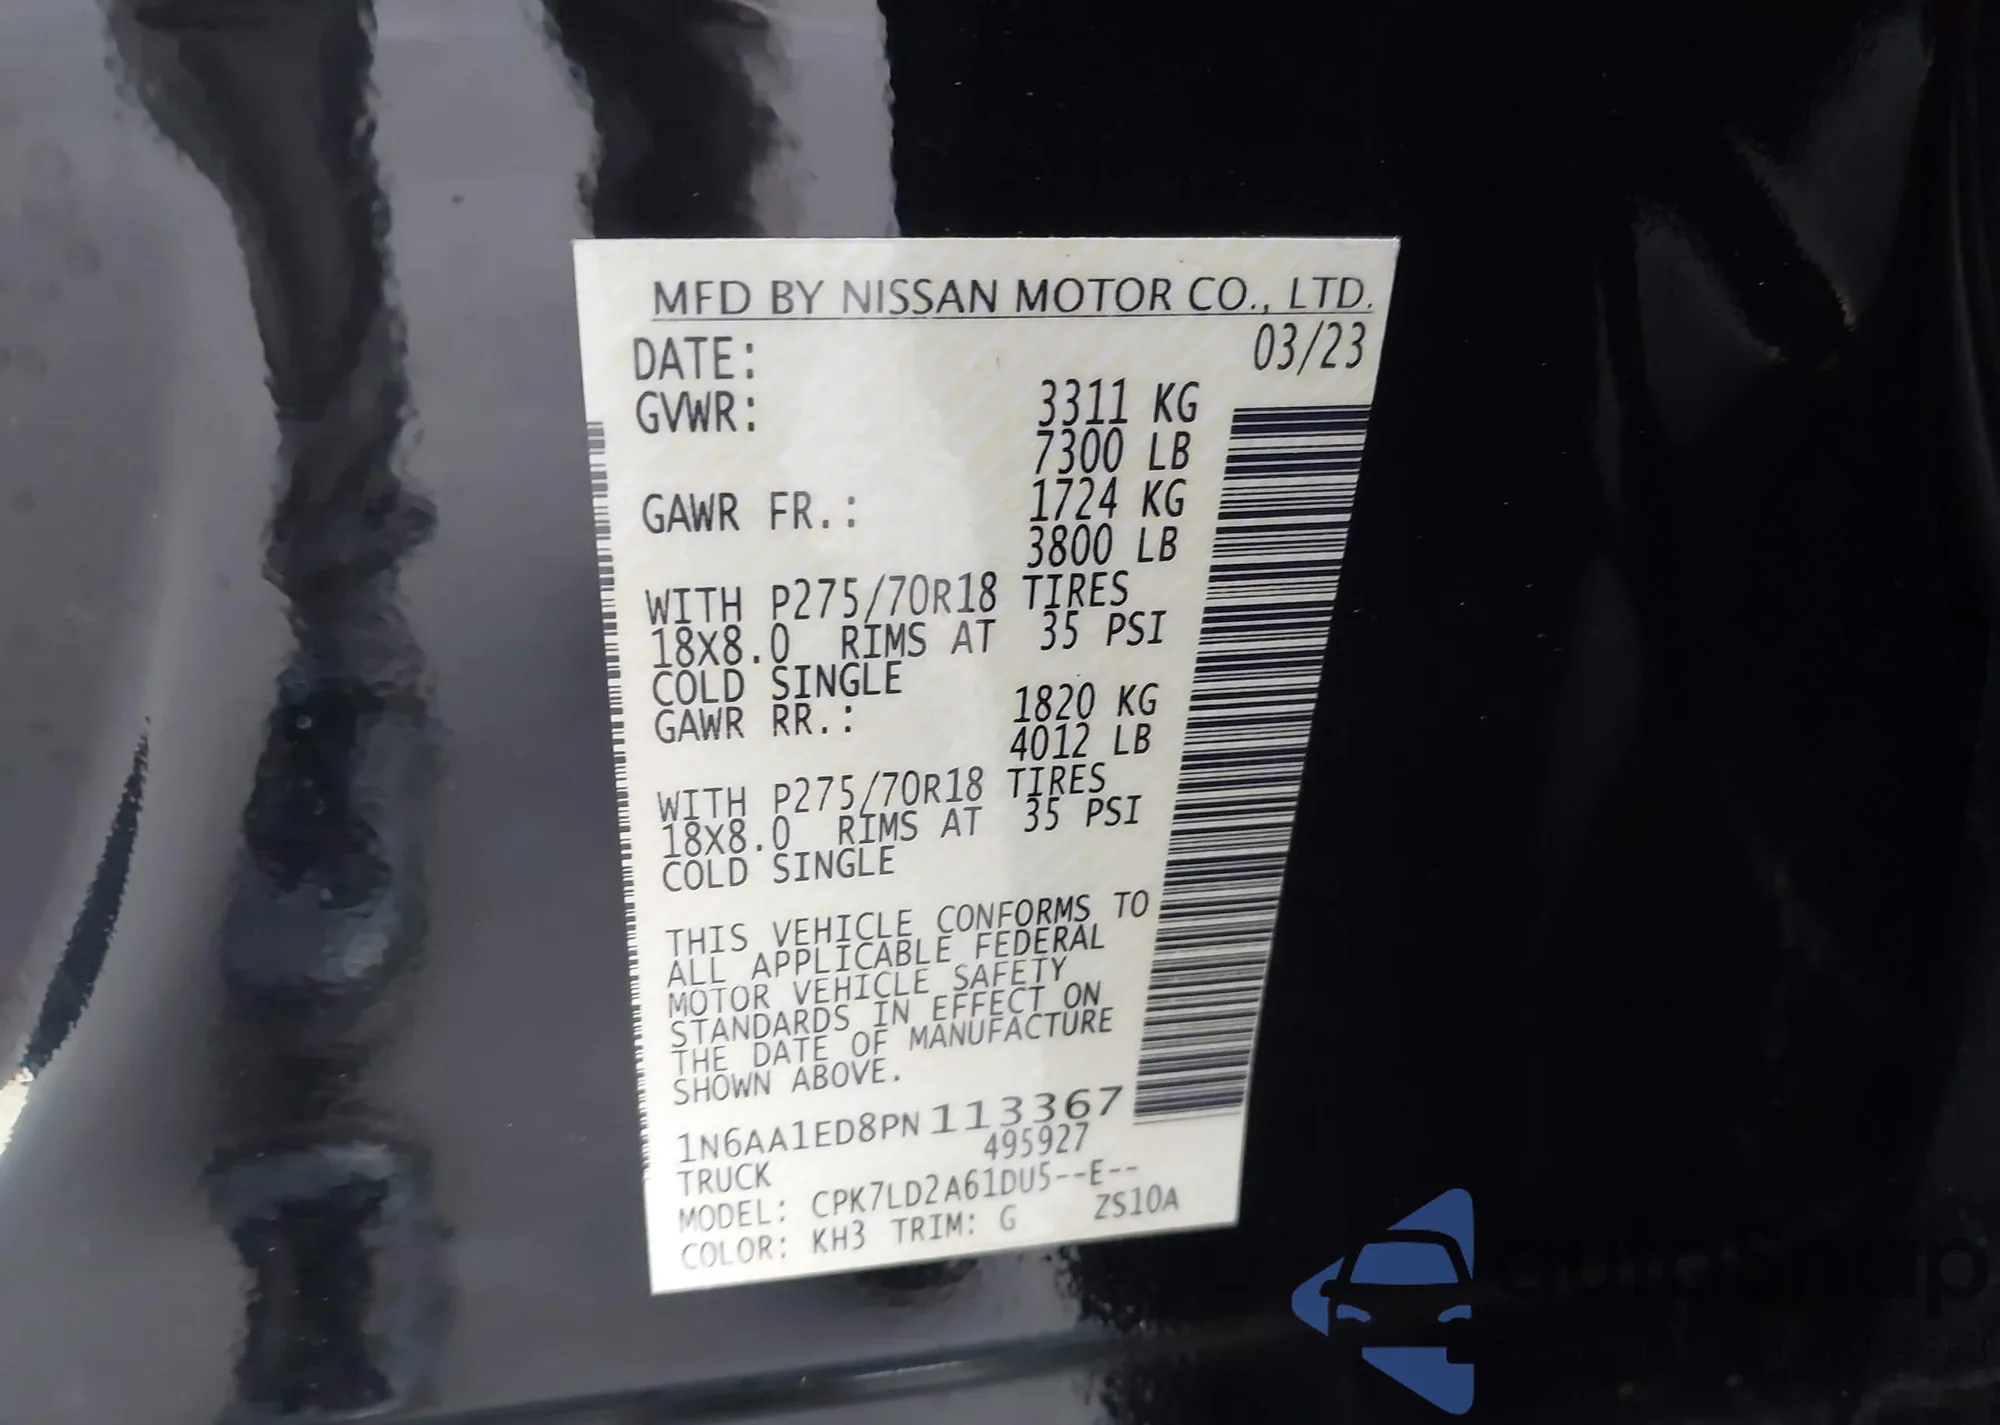 MFD BY NISSAN MOTOR CO., LTD.
DATE: 03/23
GVWR: 3311 KG
7300 LB
GAWR FR.: 1724 KG
3800 LB
WITH P275/70R18 TIRES
18X8.0 RIMS AT 35 PSI
COLD SINGLE
GAWR RR.: 1820 KG
4012 LB
WITH P275/70R18 TIRES
18X8.0 RIMS AT 35 PSI
COLD SINGLE
THIS VEHICLE CONFORMS TO
ALL APPLICABLE FEDERAL
MOTOR VEHICLE SAFETY
STANDARDS IN EFFECT ON
THE DATE OF MANUFACTURE
SHOWN ABOVE.
1N6AA1ED8PN113367
TRUCK 495927
MODEL: CPK7LD2A61DU5--E--
COLOR: KH3 TRIM: G ZS10A